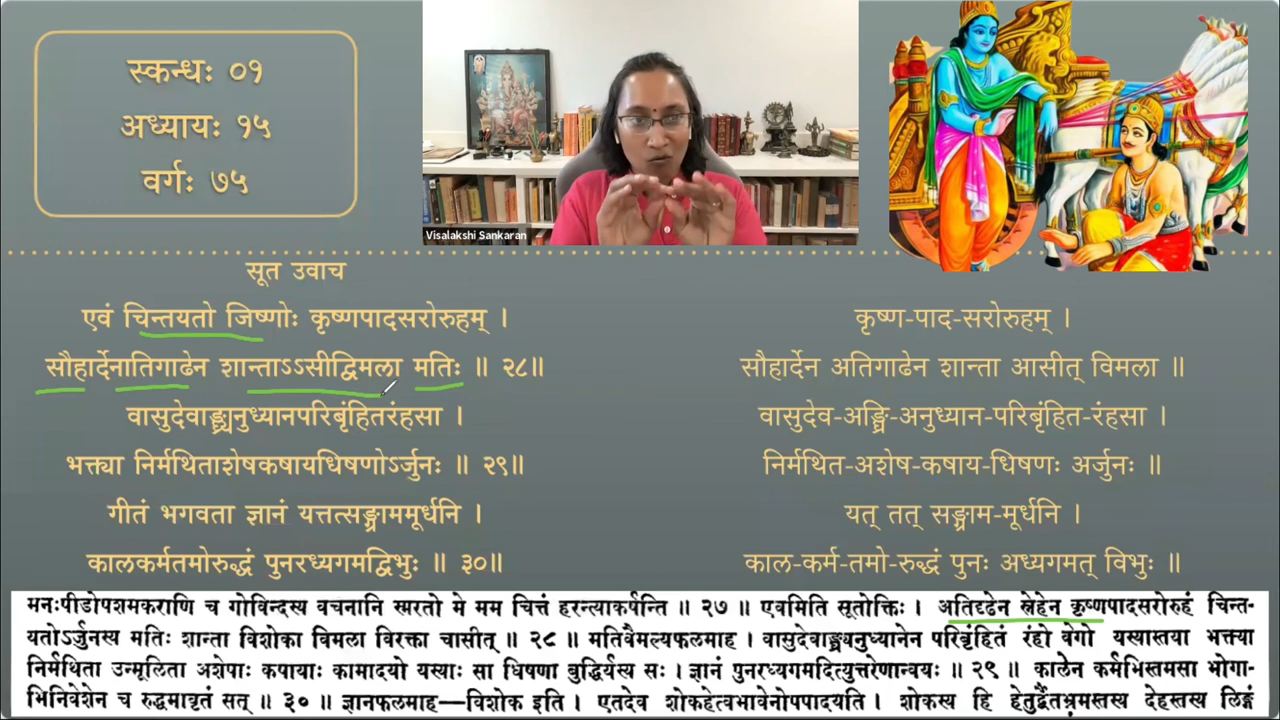 स्कन्धः ०१
अध्यायः १५
वर्गः ७५
Visalakshi Sankaran
सूत उवाच
एवं चिन्तयतो जिष्णोः कृष्णपादसरोरुहम् ।
सौहार्देनातिगाढेन शान्ताऽऽसीद्विमला मतिः ॥ २८॥
वासुदेवाङ्घ्र्यनुध्यानपरिबृंहितरंहसा ।
भक्त्या निर्मथिताशेषकषायधिषणोऽर्जुनः ॥ २९॥
गीतं भगवता ज्ञानं यत्तत्सङ्ग्राममूर्धनि ।
कालकर्मतमोरुद्धं पुनरध्यगमद्विभुः ॥ ३०॥
कृष्ण-पाद-सरोरुहम् ।
सौहार्देन अतिगाढेन शान्ता आसीत् विमला ॥
वासुदेव-अङ्घ्रि-अनुध्यान-परिबृंहित-रंहसा ।
निर्मथित-अशेष-कषाय-धिषणः अर्जुनः ॥
यत् तत् सङ्ग्राम-मूर्धनि ।
काल-कर्म-तमो-रुद्धं पुनः अध्यगमत् विभुः ॥
मनःपीडोपशमकराणि च गोविन्दस्य वचनानि स्मरतो मे मम चित्तं हरन्त्याकर्षन्ति ॥ २७ ॥ एवमिति सूतोक्तिः । अतिदृढेन स्नेहेन कृष्णपादसरोरुहं चिन्त-
यतोऽर्जुनस्य मतिः शान्ता विशोका विमला विरक्ता चासीत् ॥ २८ ॥ मतिवैमल्यफलमाह । वासुदेवाङ्घ्र्यनुध्यानेन परिबृंहितं रंहो वेगो यस्यास्तया भक्त्या
निर्मथिता उन्मूलिता अशेषाः कषायाः कामादयो यस्याः सा धिषणा बुद्धिर्यस्य सः । ज्ञानं पुनरध्यगमदित्युत्तरेणान्वयः ॥ २९ ॥ कालेन कर्मभिस्तमसा भोगा-
भिनिवेशेन च रुद्धमावृतं सत् ॥ ३० ॥ ज्ञानफलमाह—विशोक इति । एतदेव शोकहेत्वभावेनोपपादयति । शोकस्य हि हेतुर्द्वैतभ्रमस्तस्य देहस्तस्य लिङ्गं